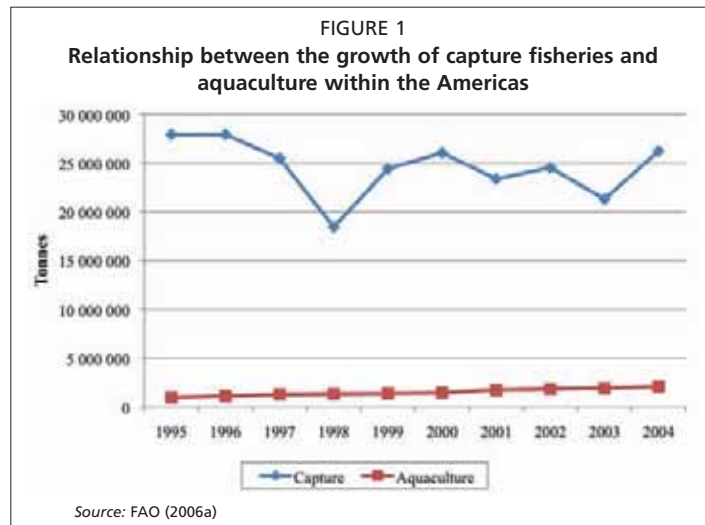 FIGURE 1
Relationship between the growth of capture fisheries and
aquaculture within the Americas
30 000 000
25 000 000
20 000 000
15 000 000
10 000 000
5 000 000
0
Tonnes
1995 1996 1997 1998 1999 2000 2001 2002 2003 2004
Capture Aquaculture
Source: FAO (2006a)